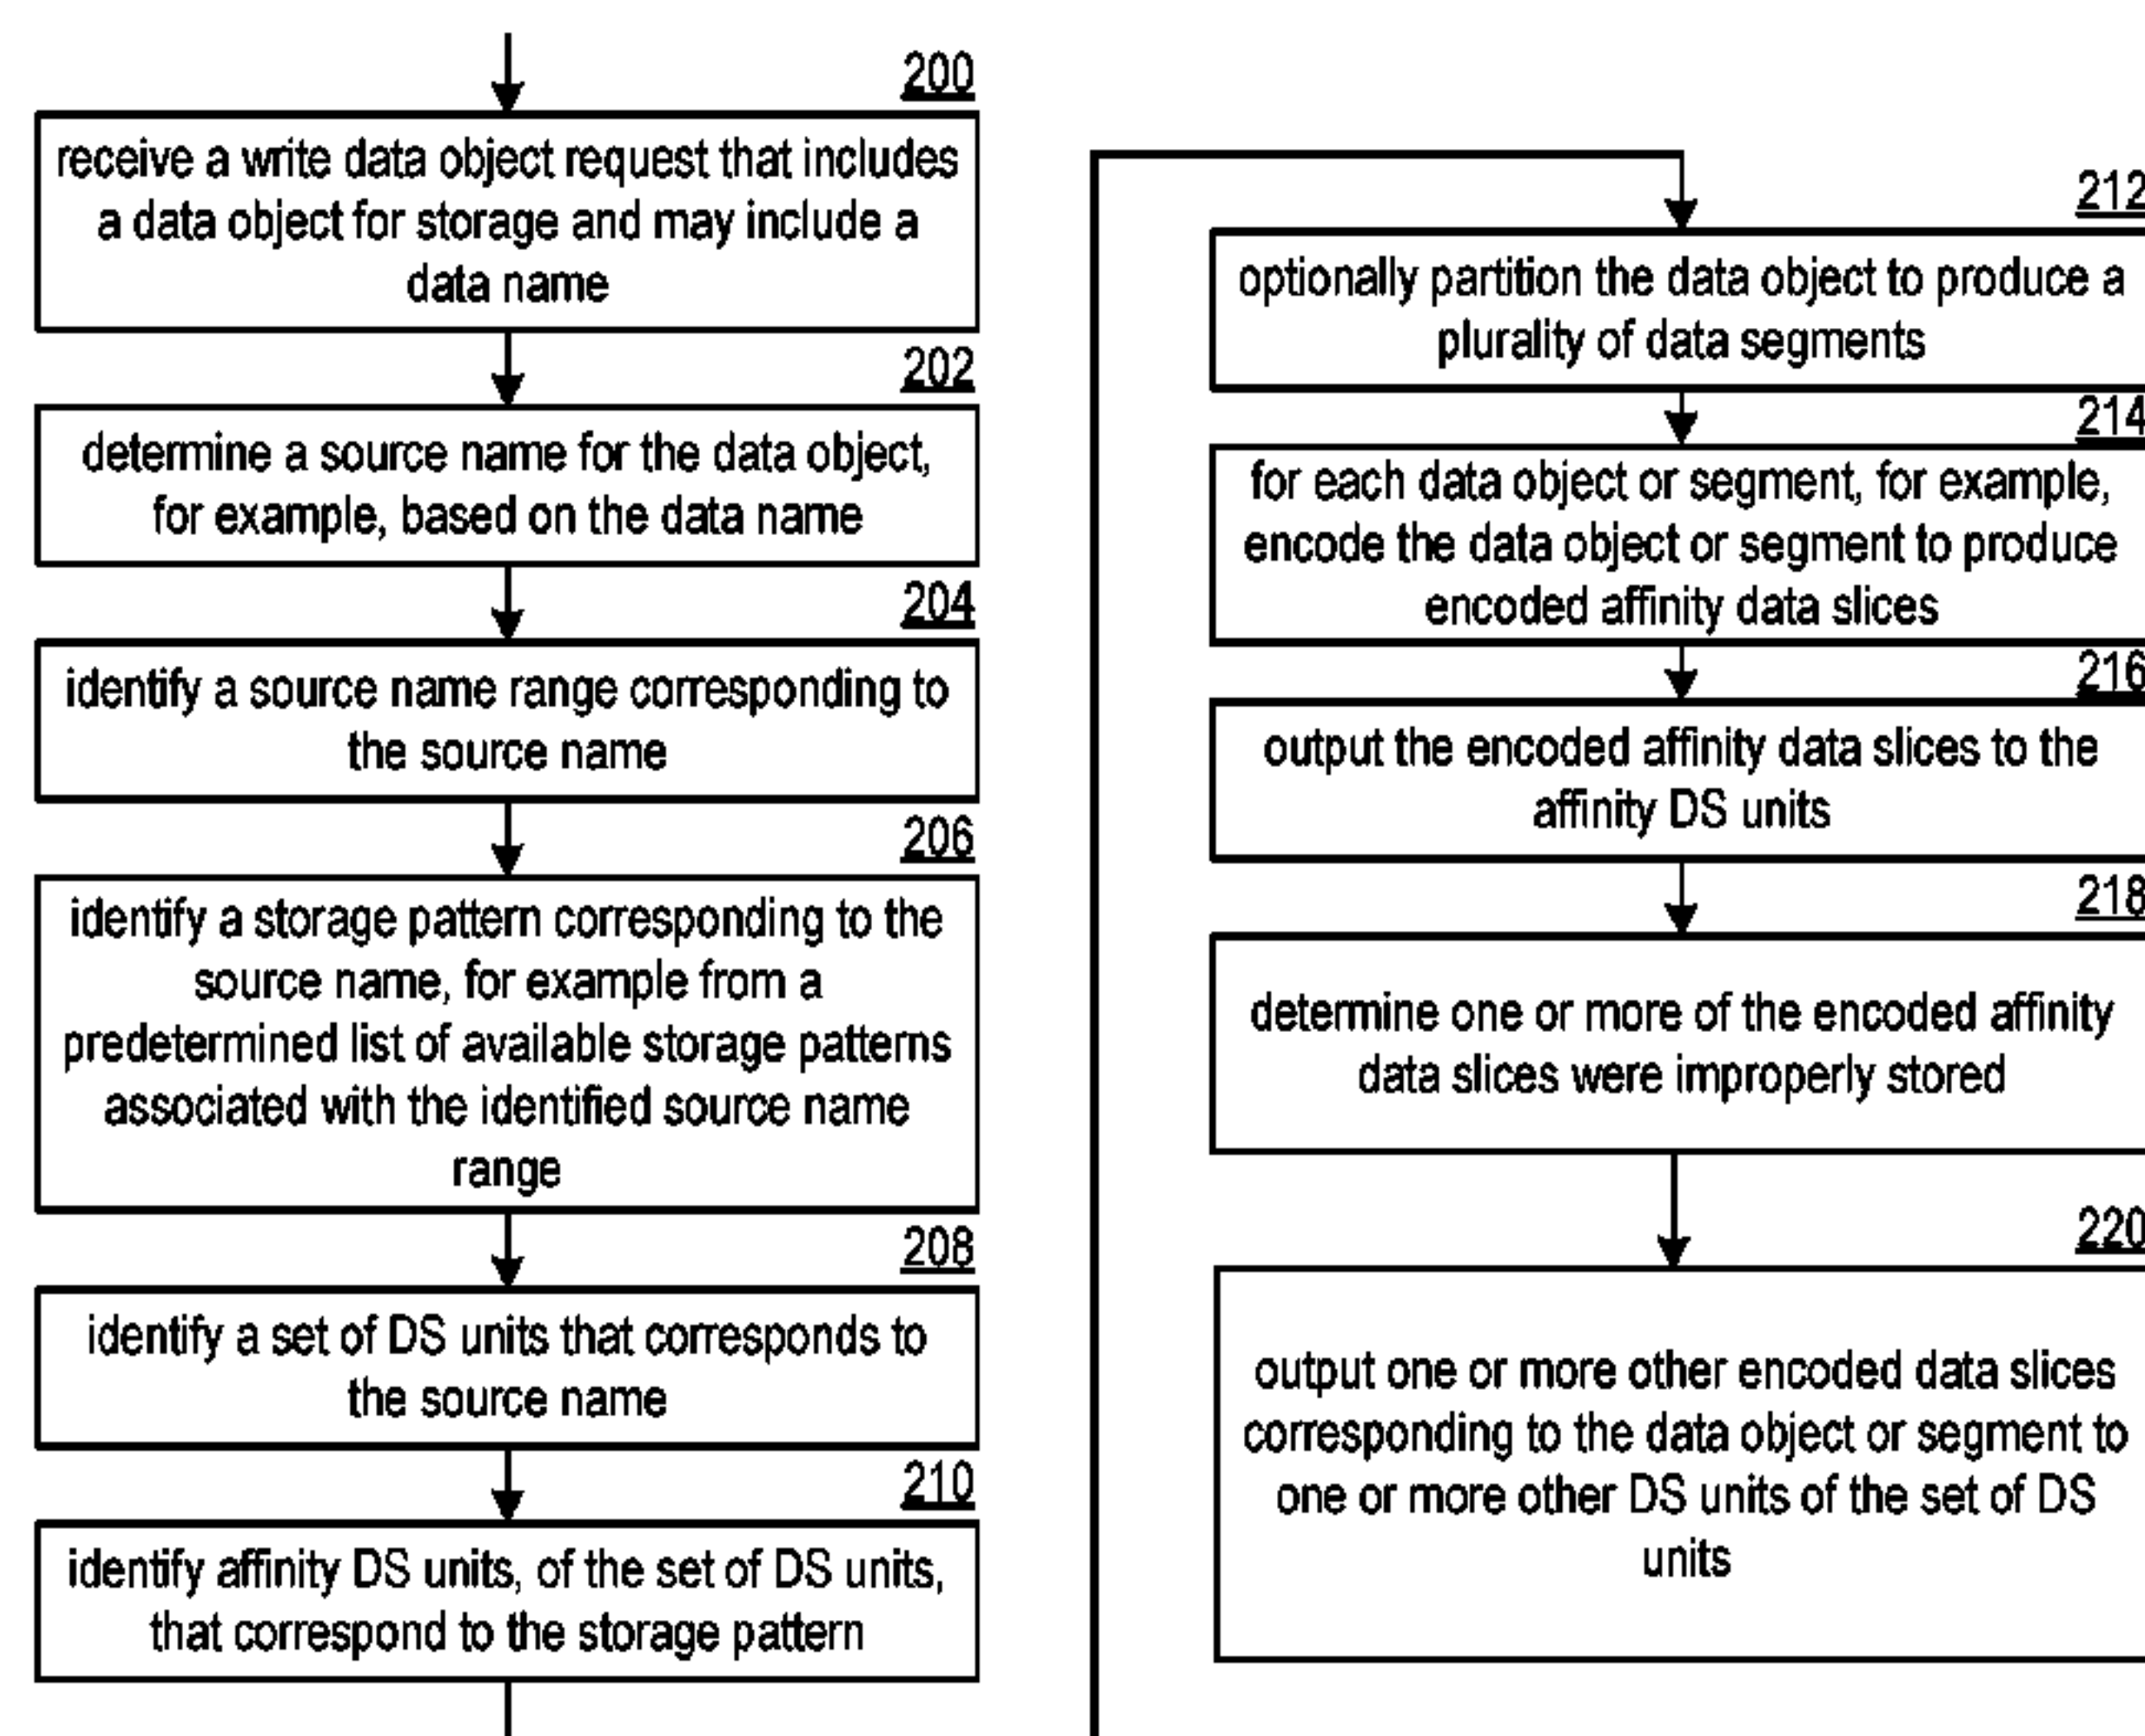 200
receive a write data object request that includes
a data object for storage and may include a
data name
202
determine a source name for the data object,
for example, based on the data name
204
identify a source name range corresponding to
the source name
206
identify a storage pattern corresponding to the
source name, for example from a
predetermined list of available storage patterns
associated with the identified source name
range
208
identify a set of DS units that corresponds to
the source name
210
identify affinity DS units, of the set of DS units,
that correspond to the storage pattern
212
optionally partition the data object to produce a
plurality of data segments
214
for each data object or segment, for example,
encode the data object or segment to produce
encoded affinity data slices
216
output the encoded affinity data slices to the
affinity DS units
218
determine one or more of the encoded affinity
data slices were improperly stored
220
output one or more other encoded data slices
corresponding to the data object or segment to
one or more other DS units of the set of DS
units